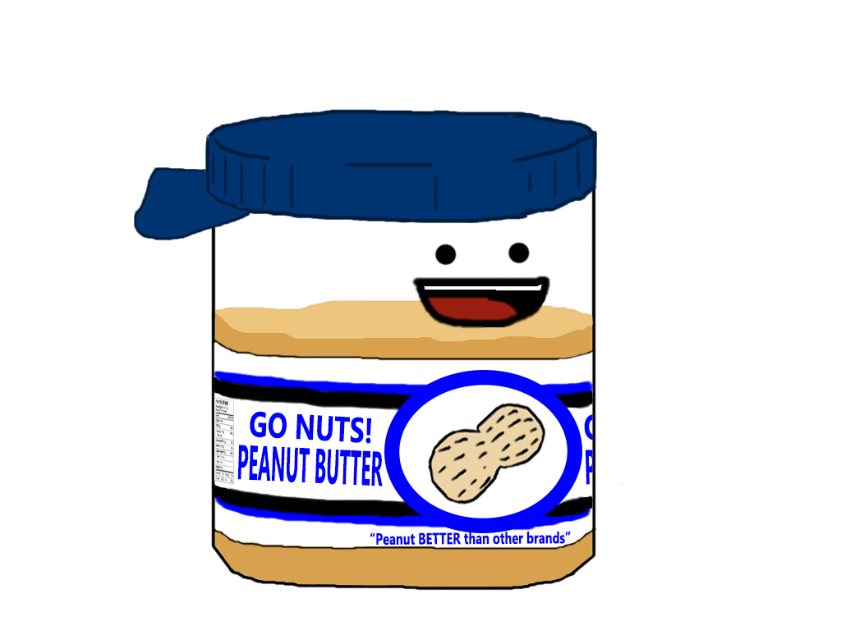 GO NUTS!
PEANUT BUTTER
“Peanut BETTER than other brands”